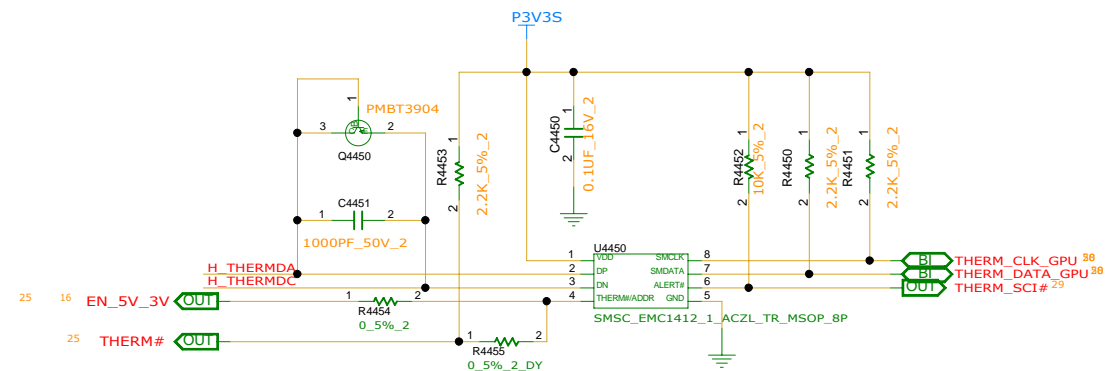 P3V3S
1
PMBT3904
3
2
Q4450
C4451
1
2
1000PF_50V_2
1
R4453
2.2K_5%_2
2
1
C4450
0.1UF_16V_2
2
1
R4452
10K_5%_2
2
1
R4450
2.2K_5%_2
2
1
R4451
2.2K_5%_2
2
H_THERMDA
H_THERMDC
U4450
1 VDD SMCLK 8
2 DP SMDATA 7
3 DN ALERT# 6
4 THERM#/ADDR GND 5
SMSC_EMC1412_1_ACZL_TR_MSOP_8P
BI THERM_CLK_GPU
BI THERM_DATA_GPU
OUT THERM_SCI# 29
25 16 EN_5V_3V OUT
1 2
R4454
0_5%_2
25 THERM# OUT
1 2
R4455
0_5%_2_DY